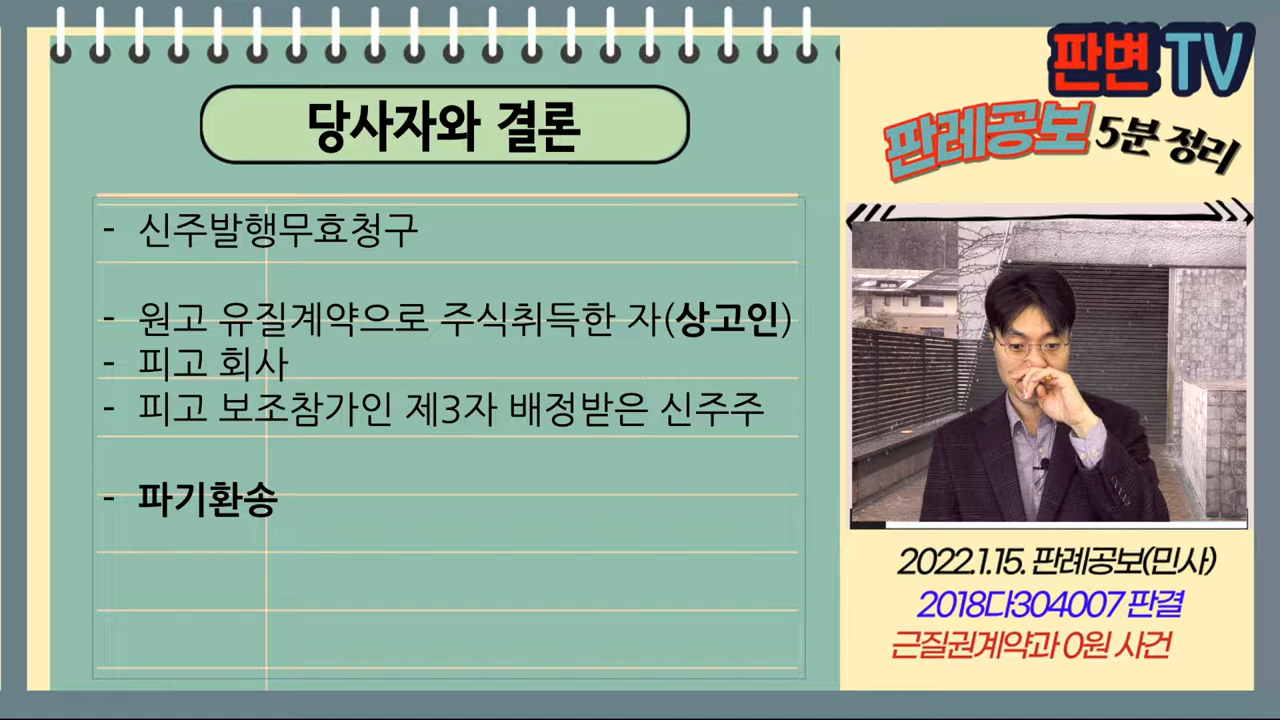 당사자와 결론
- 신주발행무효청구
- 원고 유질계약으로 주식취득한 자(상고인)
- 피고 회사
- 피고 보조참가인 제3자 배정받은 신주주
- 파기환송
판변 TV
판례공보 5분 정리
2022.1.15. 판례공보(민사)
2018다304007 판결
근질권계약과 0원 사건